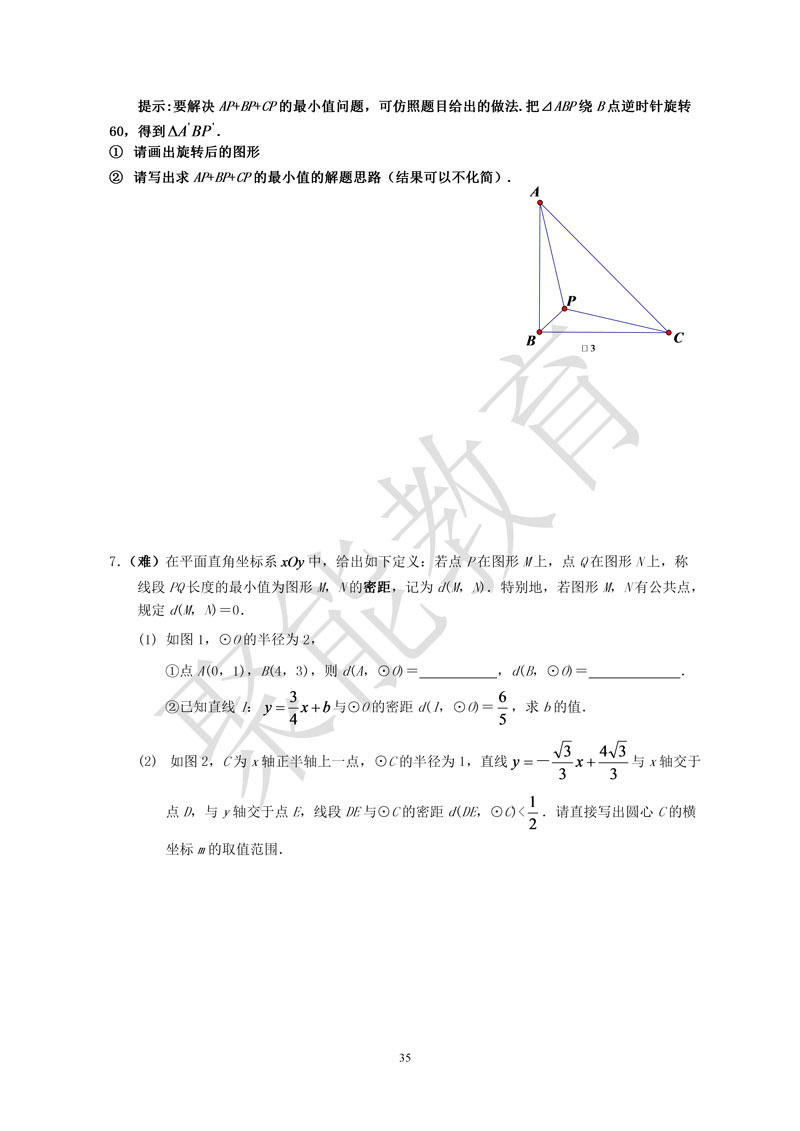 提示:要解决 AP+BP+CP 的最小值问题，可仿照题目给出的做法.把⊿ABP 绕 B 点逆时针旋转
60，得到ΔA'BP'.
① 请画出旋转后的图形
② 请写出求 AP+BP+CP 的最小值的解题思路（结果可以不化简）.
A
P
B
C
3
7.（难）在平面直角坐标系 xOy 中，给出如下定义：若点 P 在图形 M 上，点 Q 在图形 N 上，称
线段 PQ 长度的最小值为图形 M，N 的密距，记为 d(M，N)．特别地，若图形 M，N 有公共点，
规定 d(M，N)＝0．
(1) 如图 1，⊙O 的半径为 2，
①点 A(0，1)，B(4，3)，则 d(A，⊙O)＝__________，d(B，⊙O)＝____________．
②已知直线 l：y = 3/4 x + b 与⊙O 的密距 d(l，⊙O)＝ 6/5 ，求 b 的值．
(2) 如图 2，C 为 x 轴正半轴上一点，⊙C 的半径为 1，直线 y = － √3/3 x + 4√3/3 与 x 轴交于
点 D，与 y 轴交于点 E，线段 DE 与⊙C 的密距 d(DE，⊙C)< 1/2 ．请直接写出圆心 C 的横
坐标 m 的取值范围．
聚能教育
35